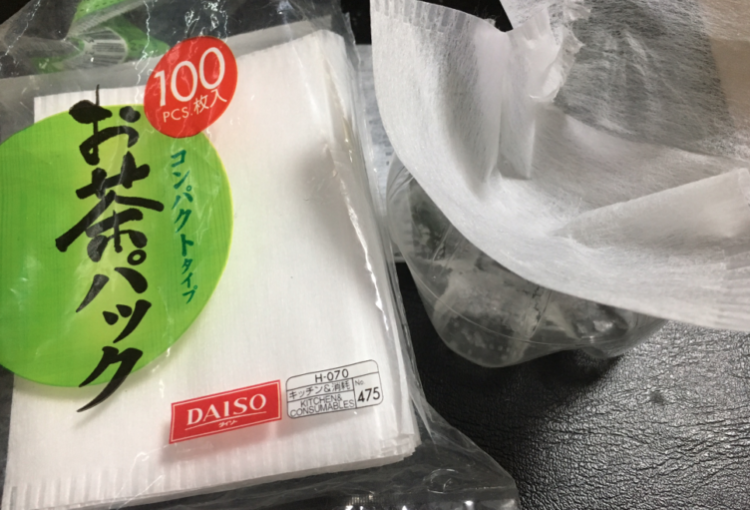 100
PCS.枚入
お茶パック
コンパクトタイプ
DAISO
ダイソー
H-070
キッチン&消耗
KITCHEN&
CONSUMABLES
No.
475